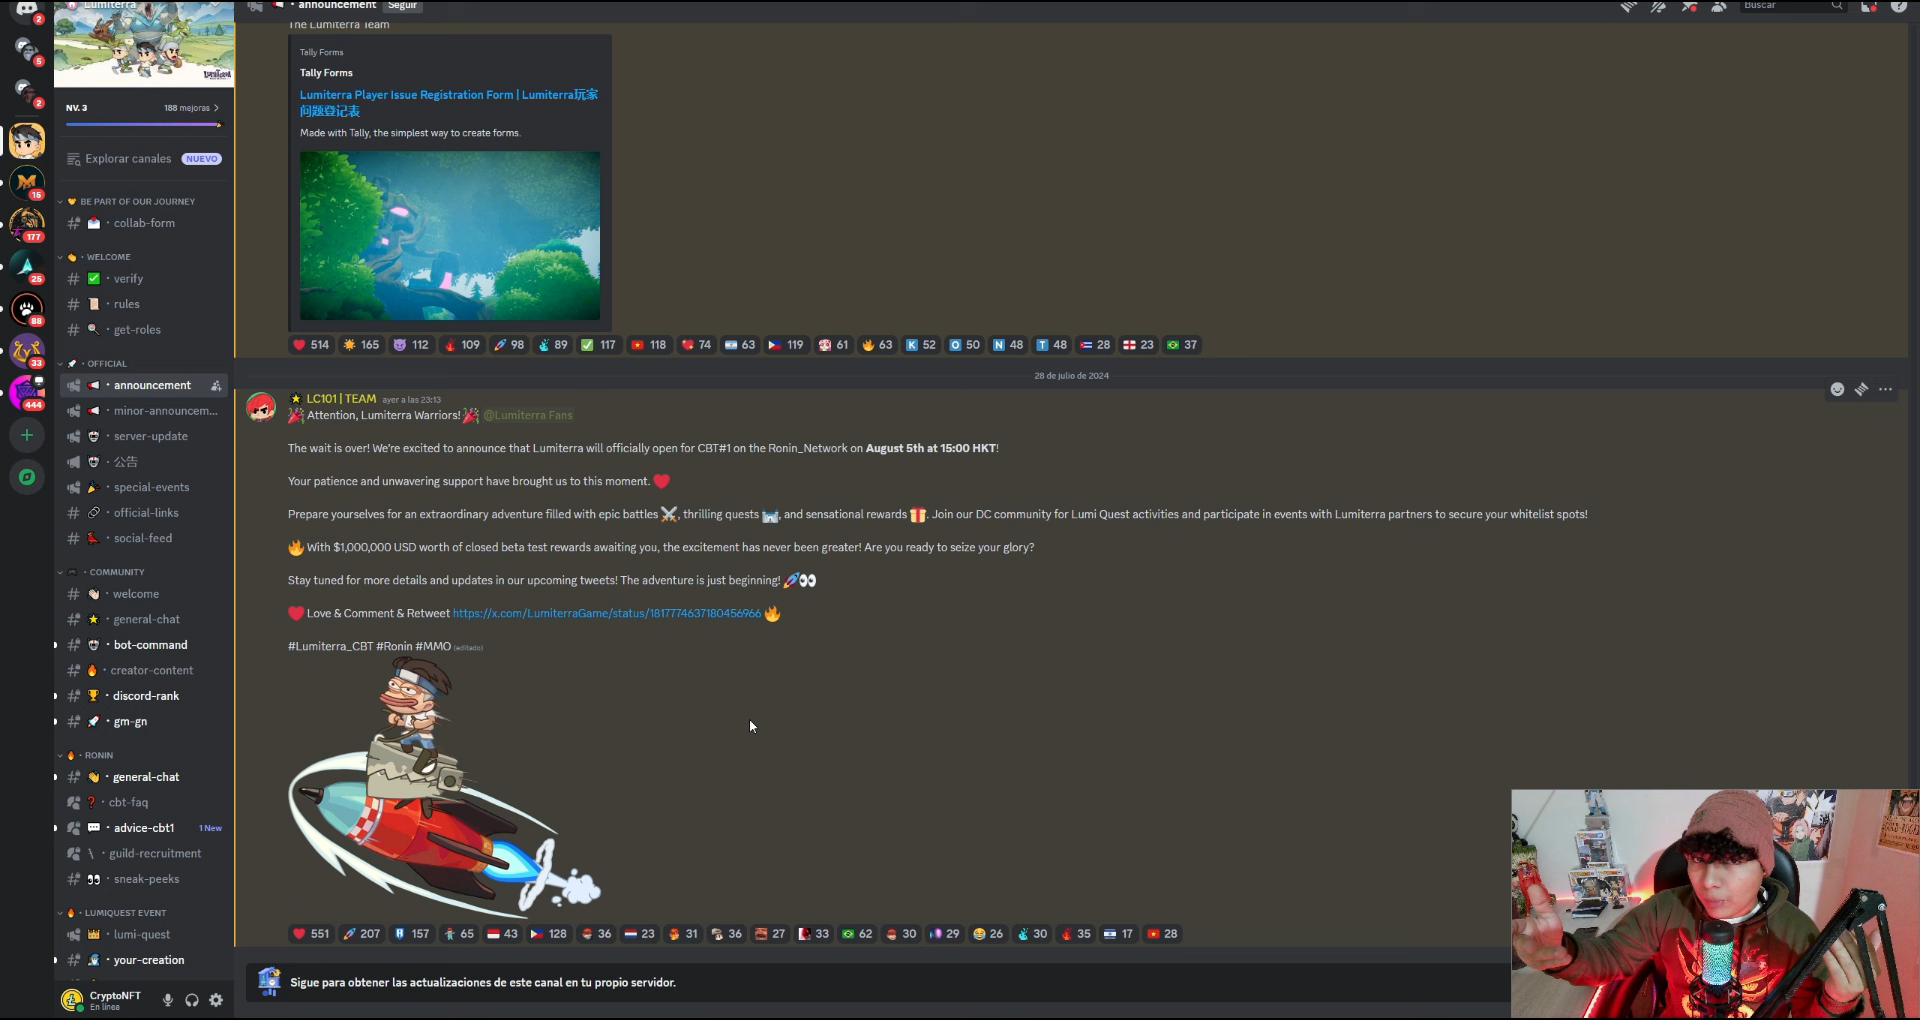 2
5
2
15
177
25
88
33
444
Lumiterra
NV. 3
188 mejoras
Explorar canales
NUEVO
BE PART OF OUR JOURNEY
collab-form
WELCOME
verify
rules
get-roles
OFFICIAL
announcement
minor-announcem...
server-update
公告
special-events
official-links
social-feed
COMMUNITY
welcome
general-chat
bot-command
creator-content
discord-rank
gm-gn
RONIN
general-chat
cbt-faq
advice-cbt1
1 New
guild-recruitment
sneak-peeks
LUMIQUEST EVENT
lumi-quest
your-creation
CryptoNFT
En línea
announcement
Seguir
Buscar
The Lumiterra Team
Tally Forms
Tally Forms
Lumiterra Player Issue Registration Form | Lumiterra玩家
问题登记表
Made with Tally, the simplest way to create forms.
514 165 112 109 98 89 117 118 74 63 119 61 63 K 52 O 50 N 48 T 48 28 23 37
28 de julio de 2024
LC101 | TEAM ayer a las 23:13
Attention, Lumiterra Warriors! @Lumiterra Fans
The wait is over! We're excited to announce that Lumiterra will officially open for CBT#1 on the Ronin_Network on August 5th at 15:00 HKT!
Your patience and unwavering support have brought us to this moment.
Prepare yourselves for an extraordinary adventure filled with epic battles , thrilling quests , and sensational rewards . Join our DC community for Lumi Quest activities and participate in events with Lumiterra partners to secure your whitelist spots!
With $1,000,000 USD worth of closed beta test rewards awaiting you, the excitement has never been greater! Are you ready to seize your glory?
Stay tuned for more details and updates in our upcoming tweets! The adventure is just beginning!
Love & Comment & Retweet https://x.com/LumiterraGame/status/1817774637180456966
#Lumiterra_CBT #Ronin #MMO (editado)
551 207 157 65 43 128 36 23 31 36 27 33 62 30 29 26 30 35 17 28
Sigue para obtener las actualizaciones de este canal en tu propio servidor.